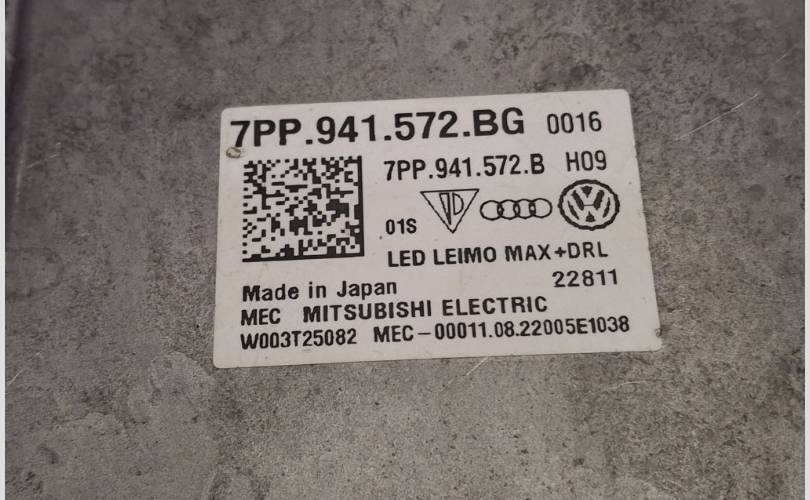 7PP.941.572.BG 0016
7PP.941.572.B H09
01S
LED LEIMO MAX+DRL
22811
Made in Japan
MEC MITSUBISHI ELECTRIC
W003T25082 MEC-00011.08.22005E1038